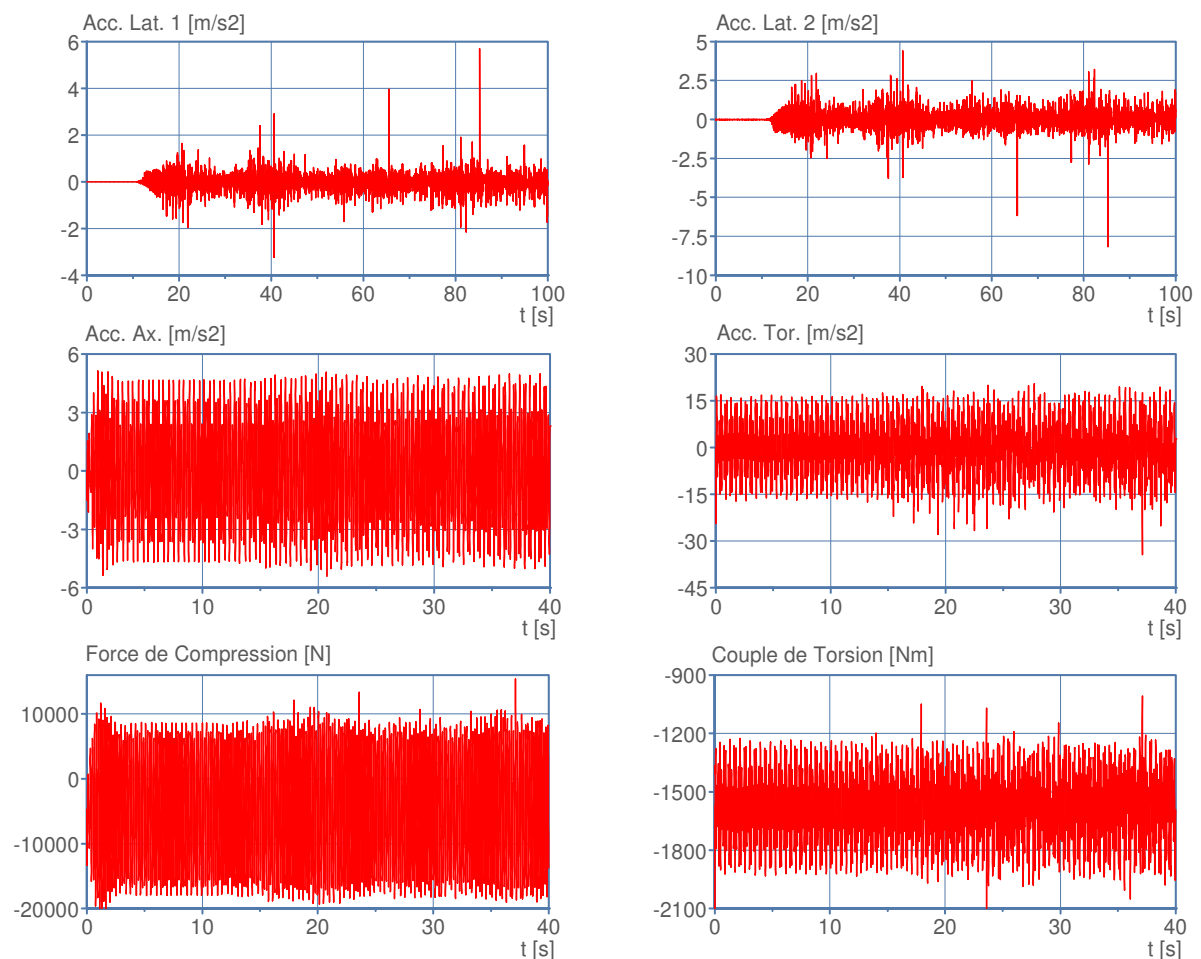 Acc. Lat. 1 [m/s2]
6
4
2
0
-2
-4
0 20 40 60 80 100
t [s]
Acc. Lat. 2 [m/s2]
5
2.5
0
-2.5
-5
-7.5
-10
0 20 40 60 80 100
t [s]
Acc. Ax. [m/s2]
6
3
0
-3
-6
0 10 20 30 40
t [s]
Acc. Tor. [m/s2]
30
15
0
-15
-30
-45
0 10 20 30 40
t [s]
Force de Compression [N]
10000
0
-10000
-20000
0 10 20 30 40
t [s]
Couple de Torsion [Nm]
-900
-1200
-1500
-1800
-2100
0 10 20 30 40
t [s]